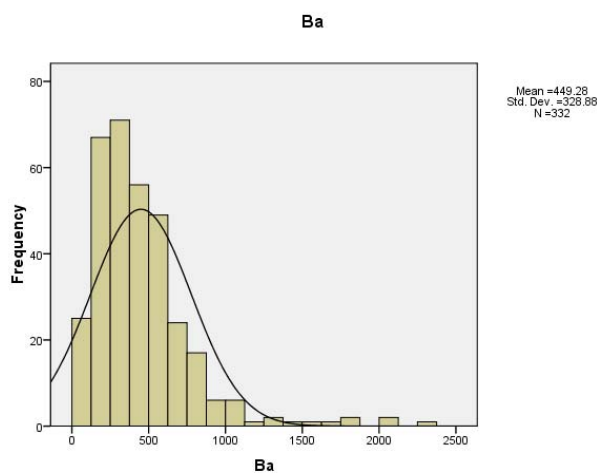 Ba
Mean =449.28
Std. Dev. =328.88
N =332
80
60
40
20
0
Frequency
0 500 1000 1500 2000 2500
Ba